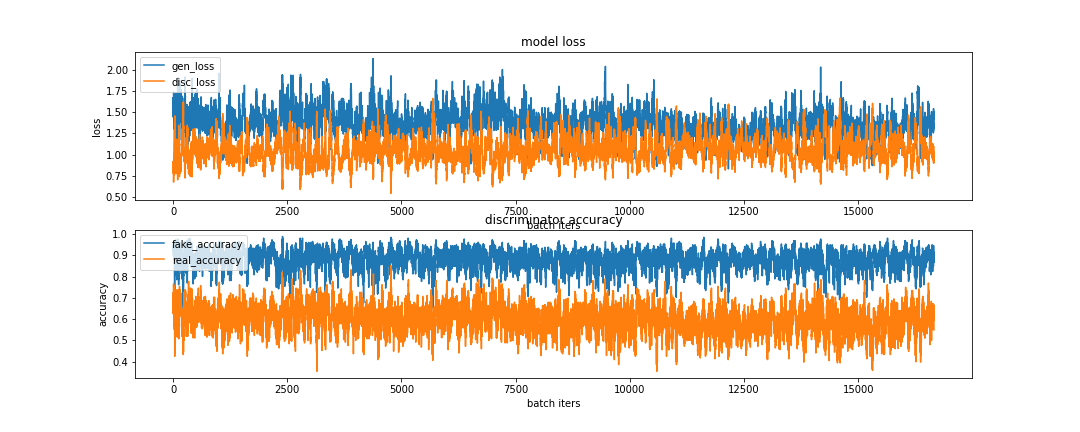 model loss
gen_loss
disc_loss
2.00
1.75
1.50
1.25
1.00
0.75
0.50
loss
0
2500
5000
7500
10000
12500
15000
batch iters
discriminator accuracy
fake_accuracy
real_accuracy
1.0
0.9
0.8
0.7
0.6
0.5
0.4
accuracy
0
2500
5000
7500
10000
12500
15000
batch iters